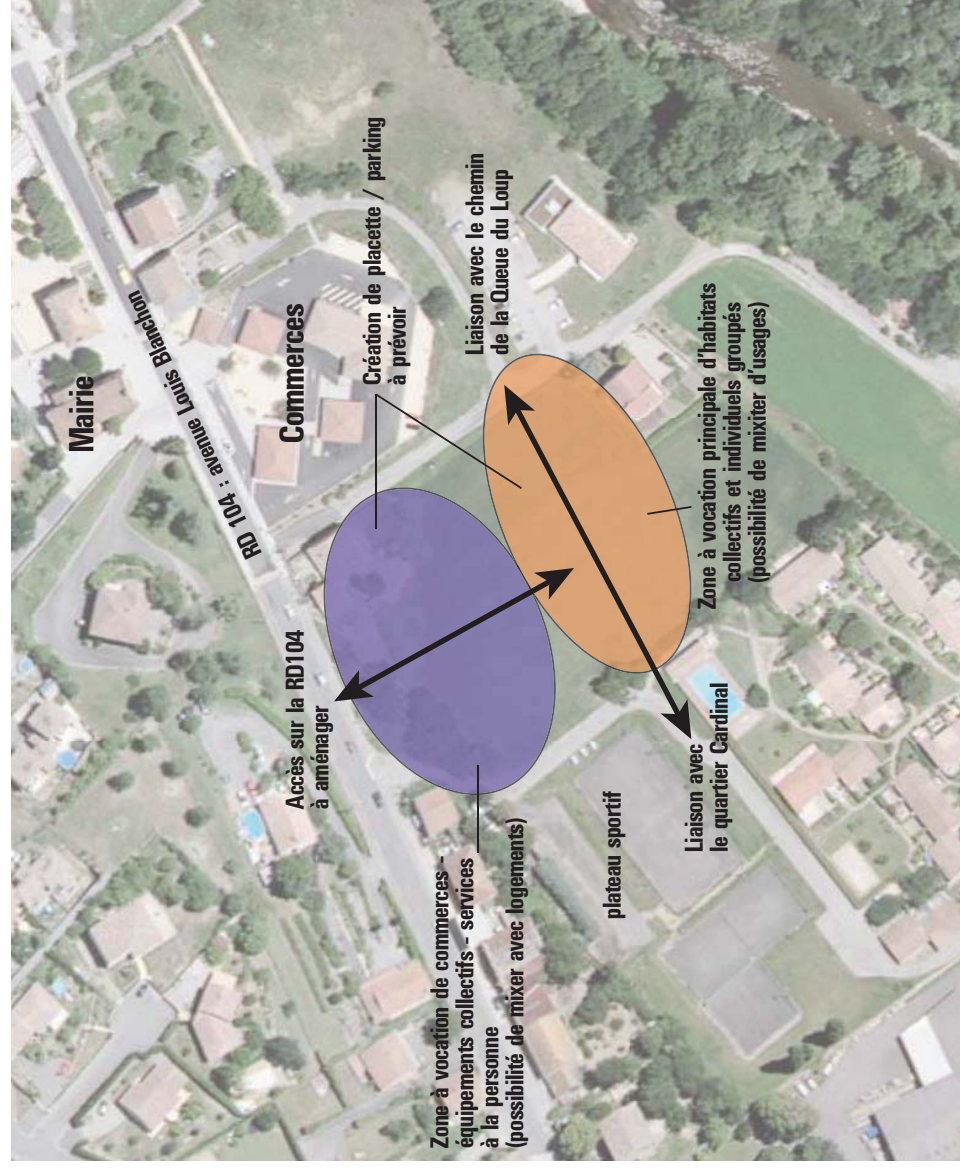 Mairie
RD 104 : avenue Louis Blanchon
Commerces
Création de placette / parking
à prévoir
Accès sur la RD104
à aménager
Liaison avec le chemin
de la Queue du Loup
Zone à vocation de commerces -
équipements collectifs - services
à la personne
(possibilité de mixer avec logements)
plateau sportif
Liaison avec
le quartier Cardinal
Zone à vocation principale d'habitats
collectifs et individuels groupés
(possibilité de mixiter d'usages)